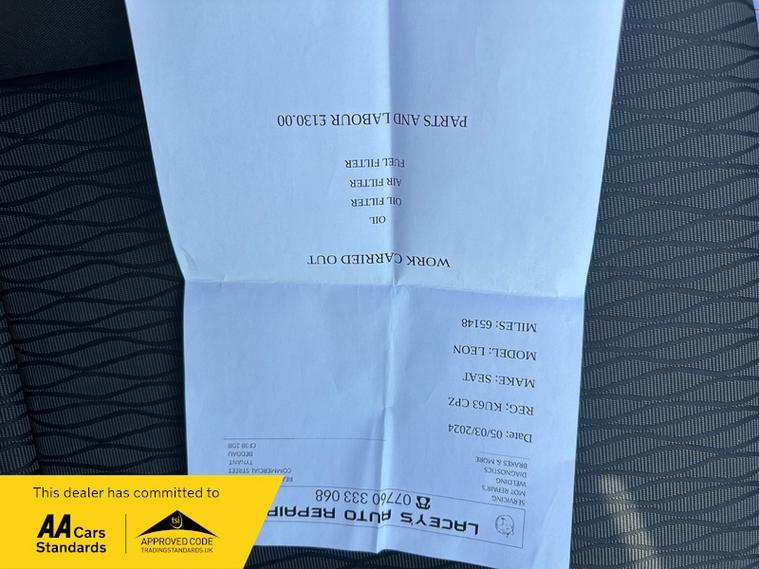 LACEY'S AUTO REPAIR
☎ 07760 333 068
SERVICING
MOT REPAIR'S
WELDING
DIAGNOSTICS
BRAKES & MORE
COMMERCIAL STREET
TYNANT
BEDDAU
CF38 2DB
Date: 05/03/2024
REG; KU63 CPZ
MAKE: SEAT
MODEL: LEON
MILES: 65148
WORK CARRIED OUT
OIL
OIL FILTER
AIR FILTER
FUEL FILTER
PARTS AND LABOUR £130.00
This dealer has committed to
AA Cars
Standards
tsi
APPROVED CODE
TRADINGSTANDARDS.UK